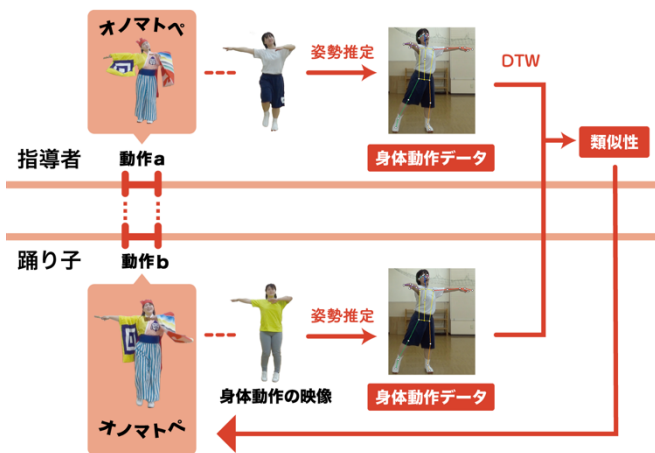 オノマトペ
姿勢推定
DTW
指導者
動作a
身体動作データ
類似性
踊り子
動作b
姿勢推定
身体動作の映像
身体動作データ
オノマトペ